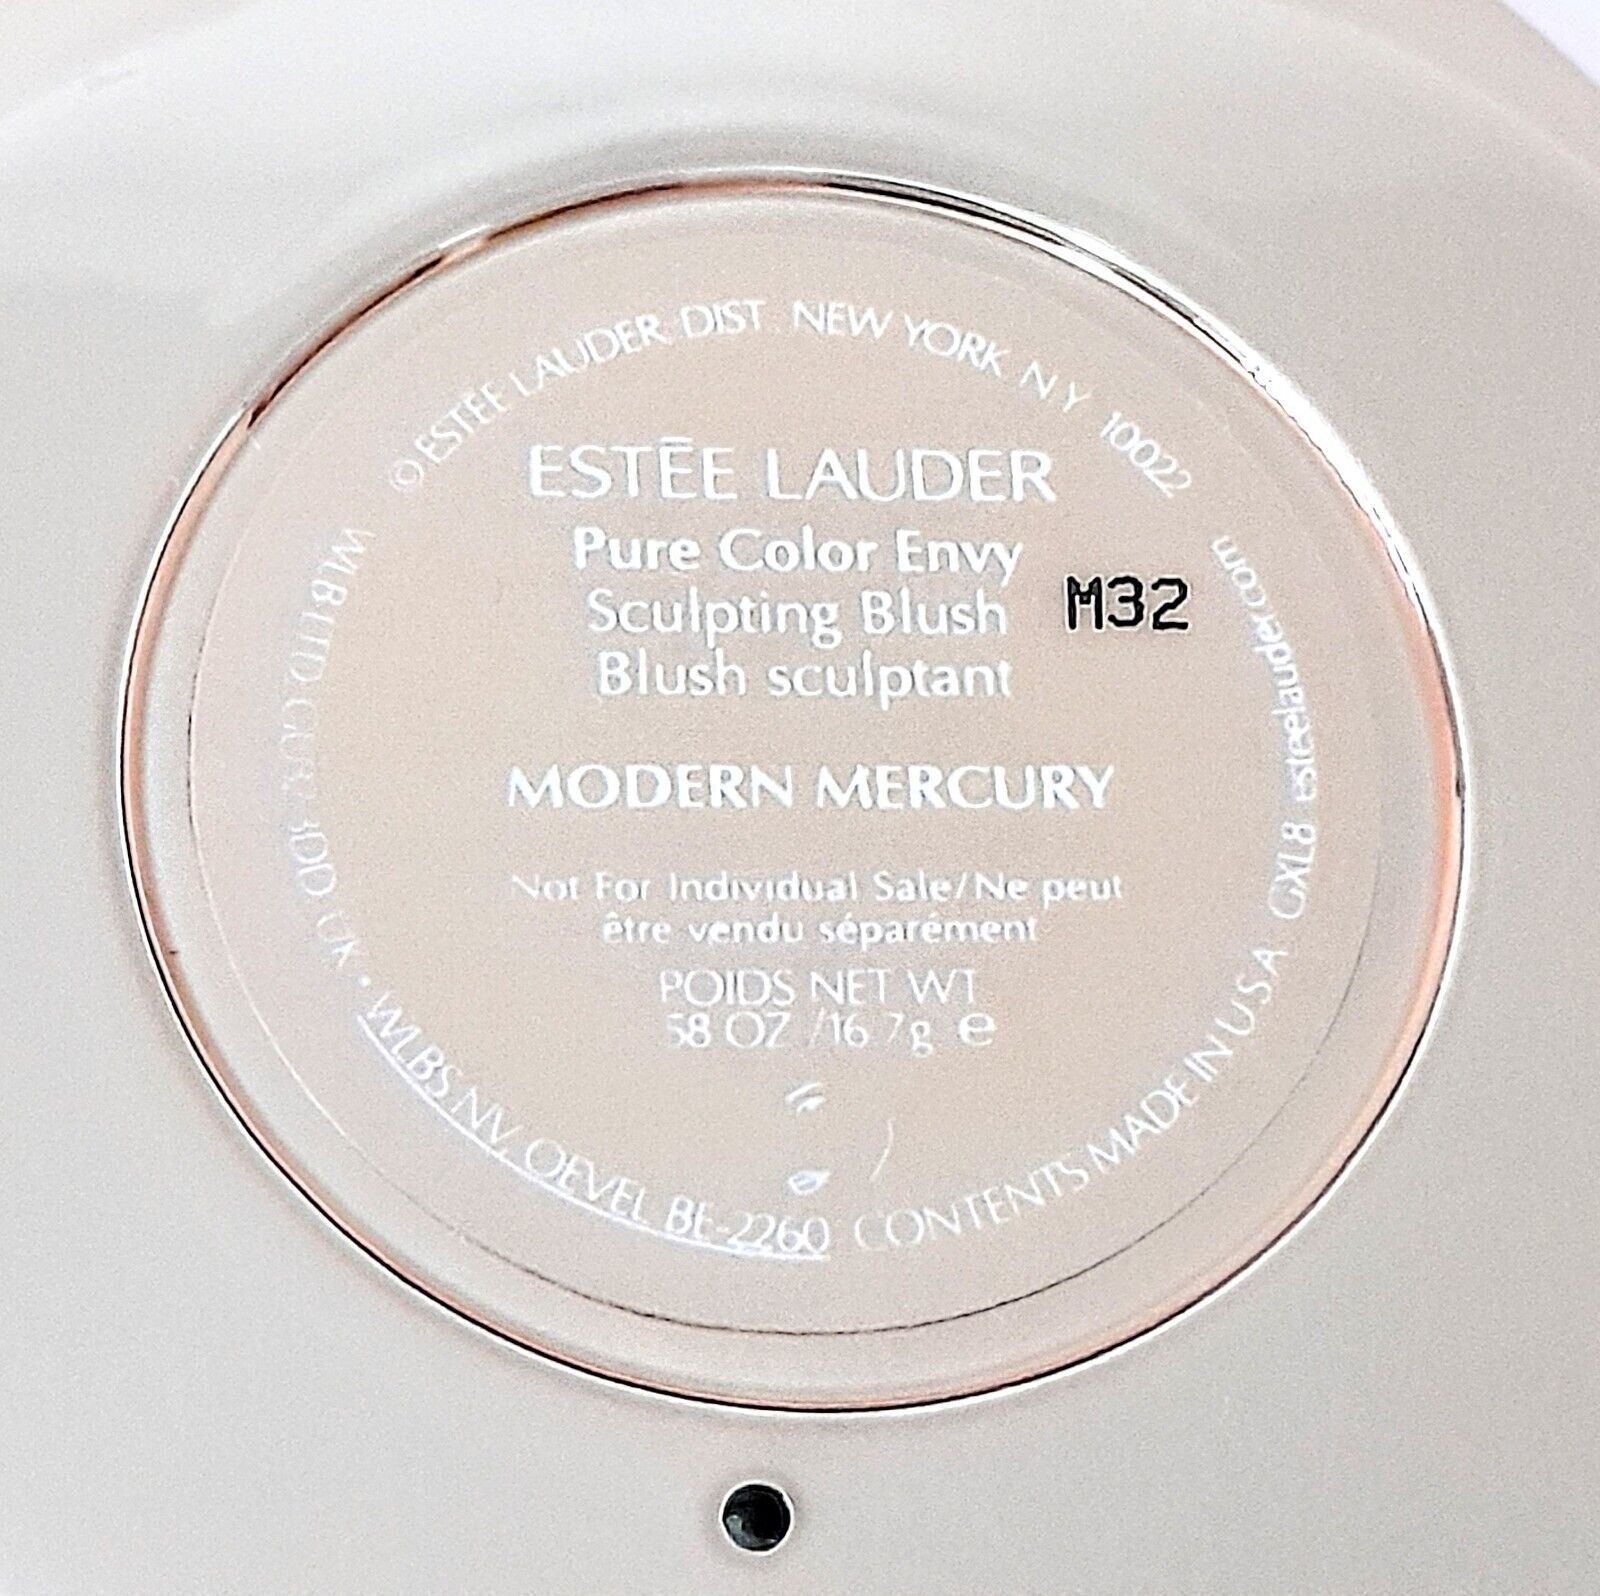 © ESTĒE LAUDER, DIST. NEW YORK N Y 10022
esteelauder.com
GXL8
CONTENTS MADE IN U.S.A
WLBS NV, OEVEL BE-2260
UK •
ESTĒE LAUDER
Pure Color Envy
Sculpting Blush
Blush sculptant
M32
MODERN MERCURY
Not For Individual Sale/Ne peut
être vendu séparément
POIDS NET WT
58 OZ /16 7g e